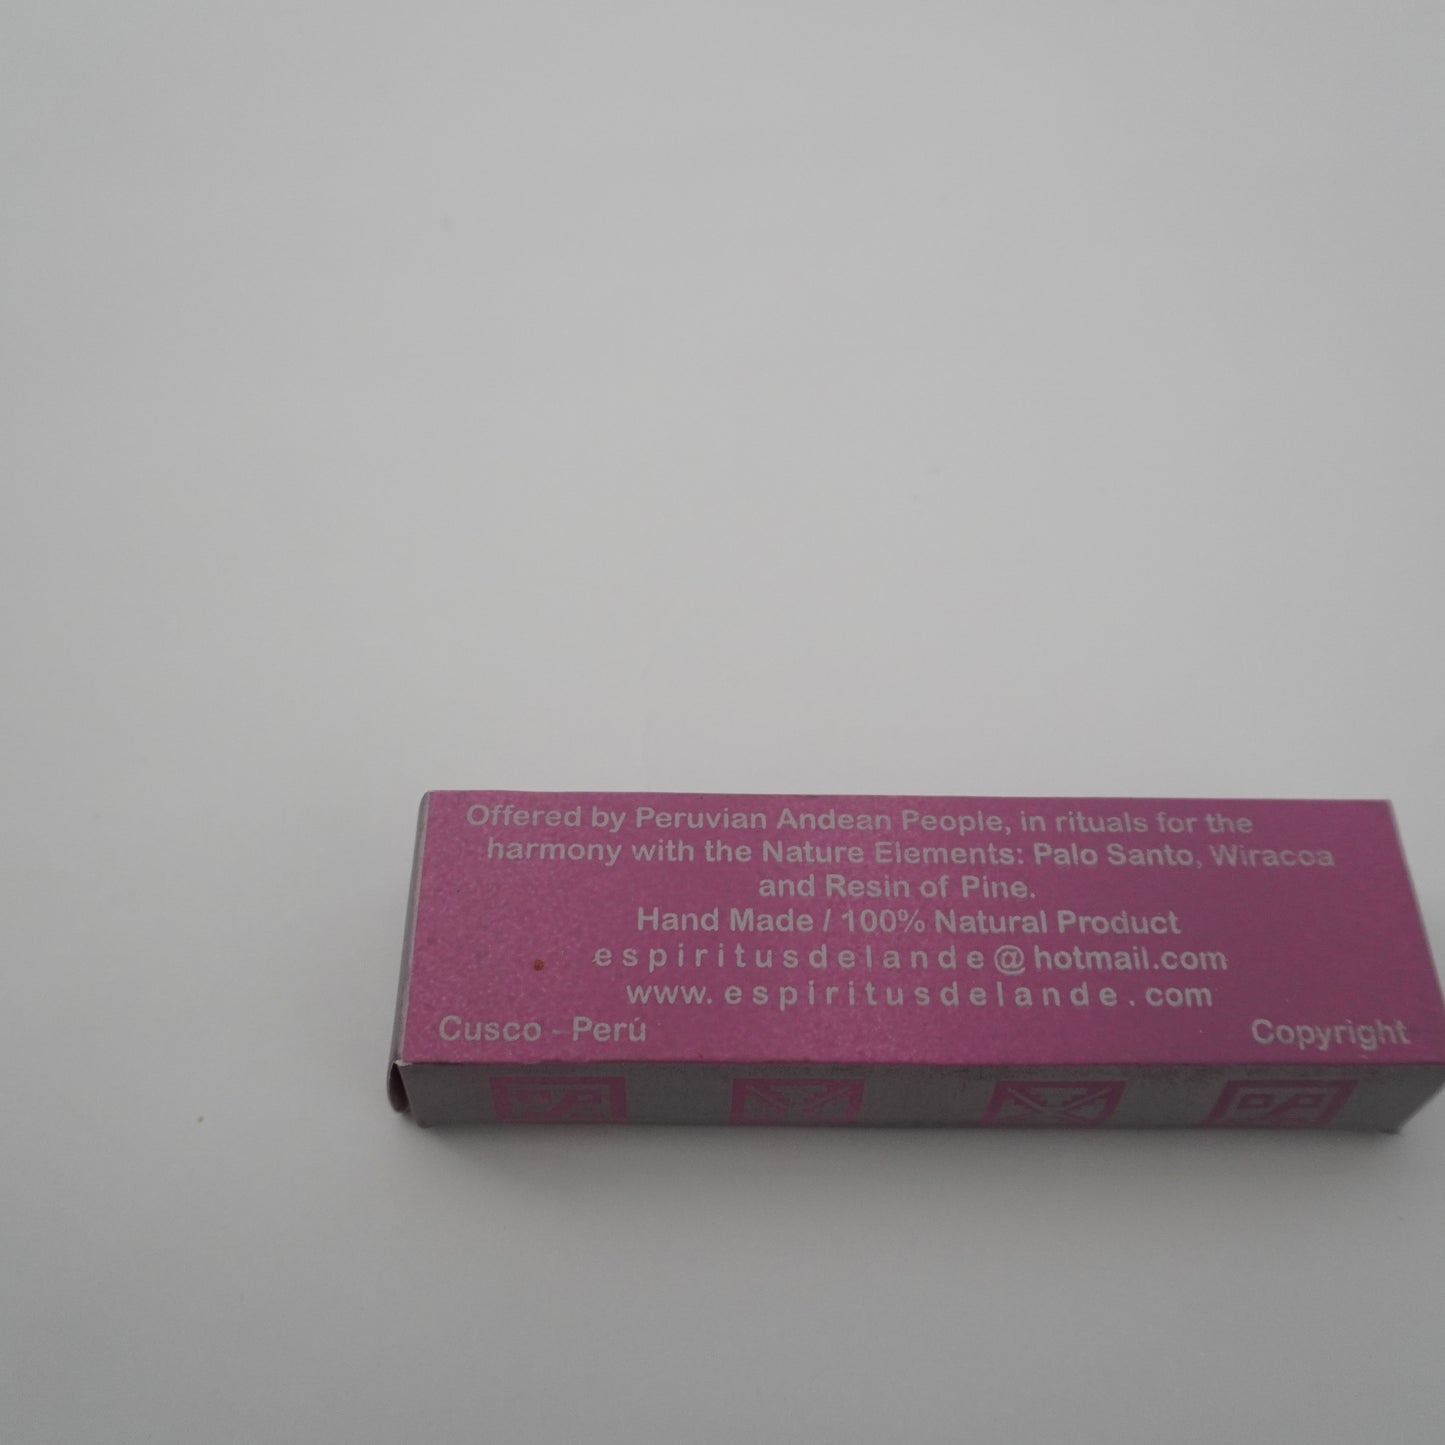 Offered by Peruvian Andean People, in rituals for the
harmony with the Nature Elements: Palo Santo, Wiracoa
and Resin of Pine.
Hand Made / 100% Natural Product
espiritusdelande@hotmail.com
www.espiritusdelande.com
Cusco - Perú
Copyright